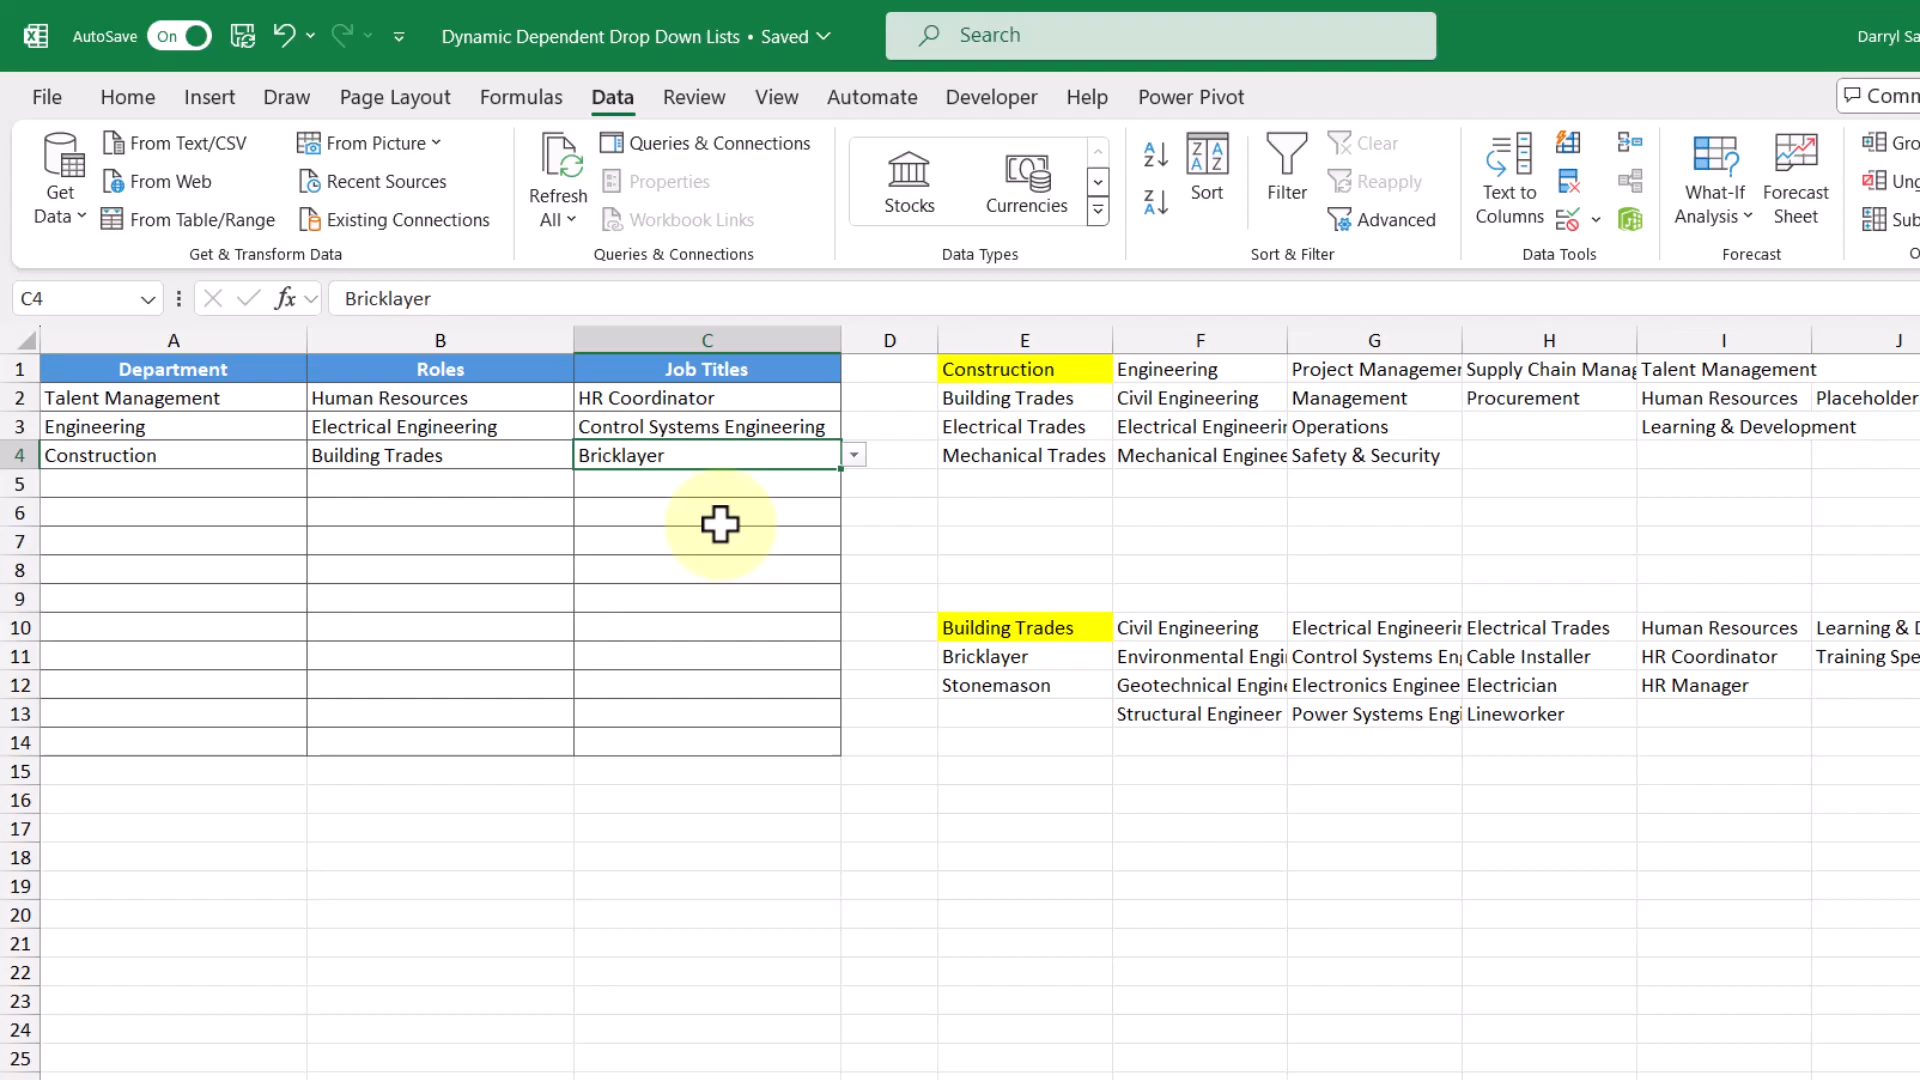 AutoSave On Dynamic Dependent Drop Down Lists • Saved Search Darryl Sa
File Home Insert Draw Page Layout Formulas Data Review View Automate Developer Help Power Pivot Comm
Get Data
From Text/CSV
From Web
From Table/Range
From Picture
Recent Sources
Existing Connections
Get & Transform Data
Refresh All
Queries & Connections
Properties
Workbook Links
Queries & Connections
Stocks
Currencies
Data Types
Sort
Filter
Clear
Reapply
Advanced
Sort & Filter
Text to Columns
Data Tools
What-If Analysis
Forecast Sheet
Forecast
Gro
Ung
Sub
O
C4 fx Bricklayer
A B C D E F G H I J
1 Department Roles Job Titles Construction Engineering Project Managemen Supply Chain Manag Talent Management
2 Talent Management Human Resources HR Coordinator Building Trades Civil Engineering Management Procurement Human Resources Placeholder
3 Engineering Electrical Engineering Control Systems Engineering Electrical Trades Electrical Engineerin Operations Learning & Development
4 Construction Building Trades Bricklayer Mechanical Trades Mechanical Enginee Safety & Security
5
6
7
8
9
10 Building Trades Civil Engineering Electrical Engineerin Electrical Trades Human Resources Learning & D
11 Bricklayer Environmental Engi Control Systems Eng Cable Installer HR Coordinator Training Spe
12 Stonemason Geotechnical Engine Electronics Enginee Electrician HR Manager
13 Structural Engineer Power Systems Engi Lineworker
14
15
16
17
18
19
20
21
22
23
24
25